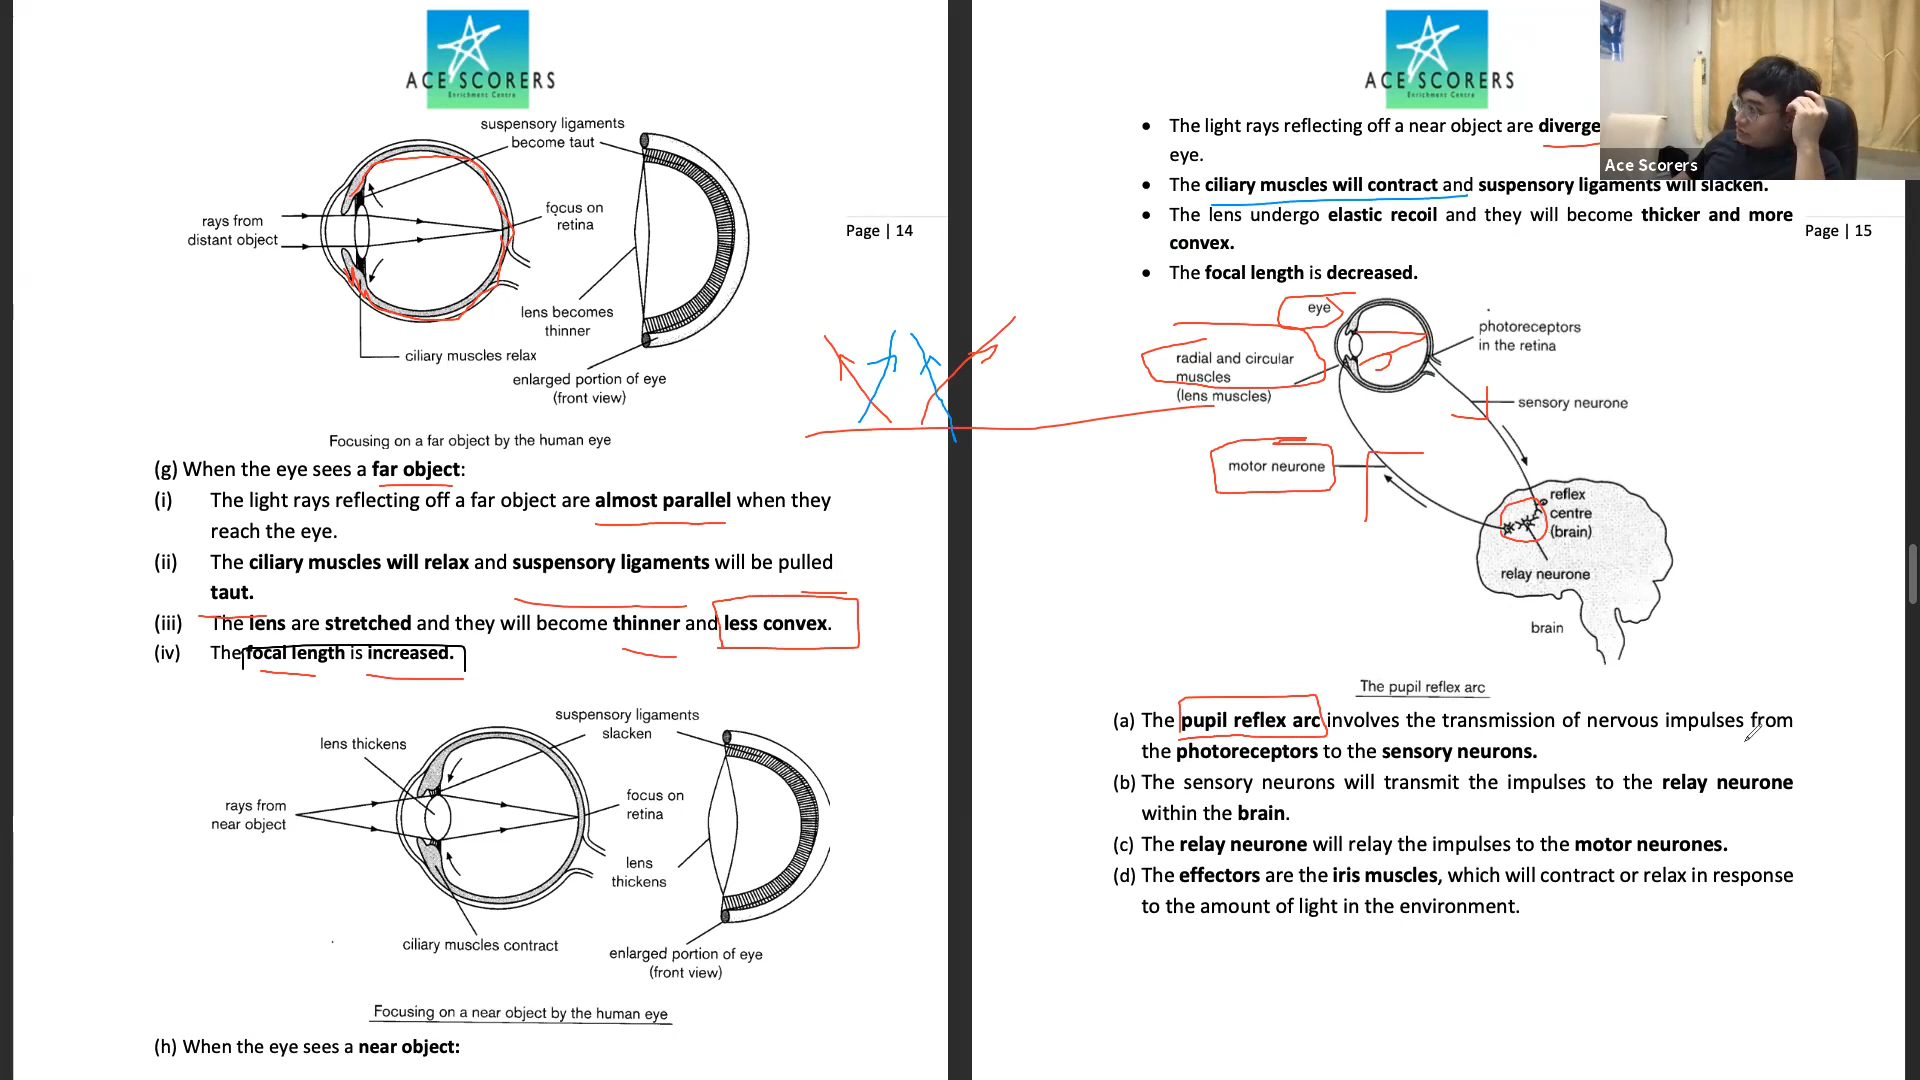 ACE SCORERS
Enrichment Centre
suspensory ligaments
become taut
rays from
distant object
focus on
retina
lens becomes
thinner
ciliary muscles relax
enlarged portion of eye
(front view)
Page | 14
Focusing on a far object by the human eye
(g) When the eye sees a far object:
(i) The light rays reflecting off a far object are almost parallel when they
reach the eye.
(ii) The ciliary muscles will relax and suspensory ligaments will be pulled
taut.
(iii) The lens are stretched and they will become thinner and less convex.
(iv) The focal length is increased.
suspensory ligaments
slacken
lens thickens
rays from
near object
focus on
retina
lens
thickens
ciliary muscles contract
enlarged portion of eye
(front view)
Focusing on a near object by the human eye
(h) When the eye sees a near object:
ACE SCORERS
Enrichment Centre
• The light rays reflecting off a near object are diverge
eye.
• The ciliary muscles will contract and suspensory ligaments will slacken.
• The lens undergo elastic recoil and they will become thicker and more
convex.
• The focal length is decreased.
Page | 15
Ace Scorers
eye
photoreceptors
in the retina
radial and circular
muscles
(lens muscles)
sensory neurone
motor neurone
reflex
centre
(brain)
relay neurone
brain
The pupil reflex arc
(a) The pupil reflex arc involves the transmission of nervous impulses from
the photoreceptors to the sensory neurons.
(b) The sensory neurons will transmit the impulses to the relay neurone
within the brain.
(c) The relay neurone will relay the impulses to the motor neurones.
(d) The effectors are the iris muscles, which will contract or relax in response
to the amount of light in the environment.